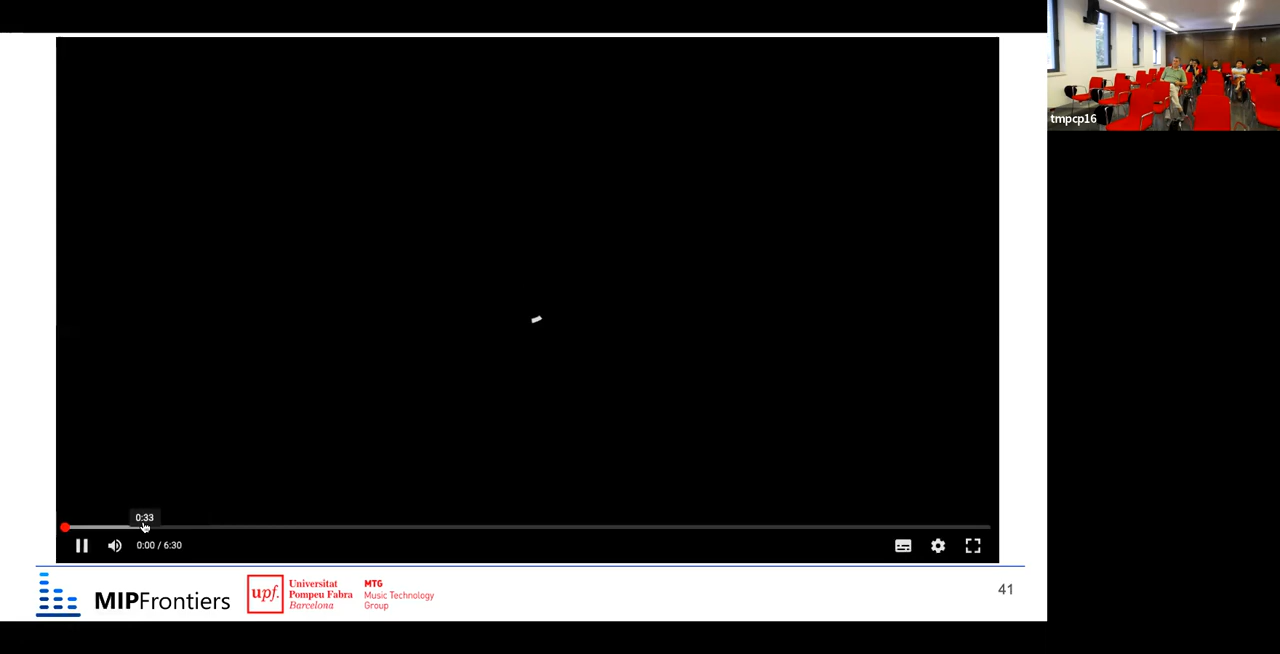 tmpcp16
0:33
0:00 / 6:30
MIPFrontiers
upf.
Universitat
Pompeu Fabra
Barcelona
MTG
Music Technology
Group
41